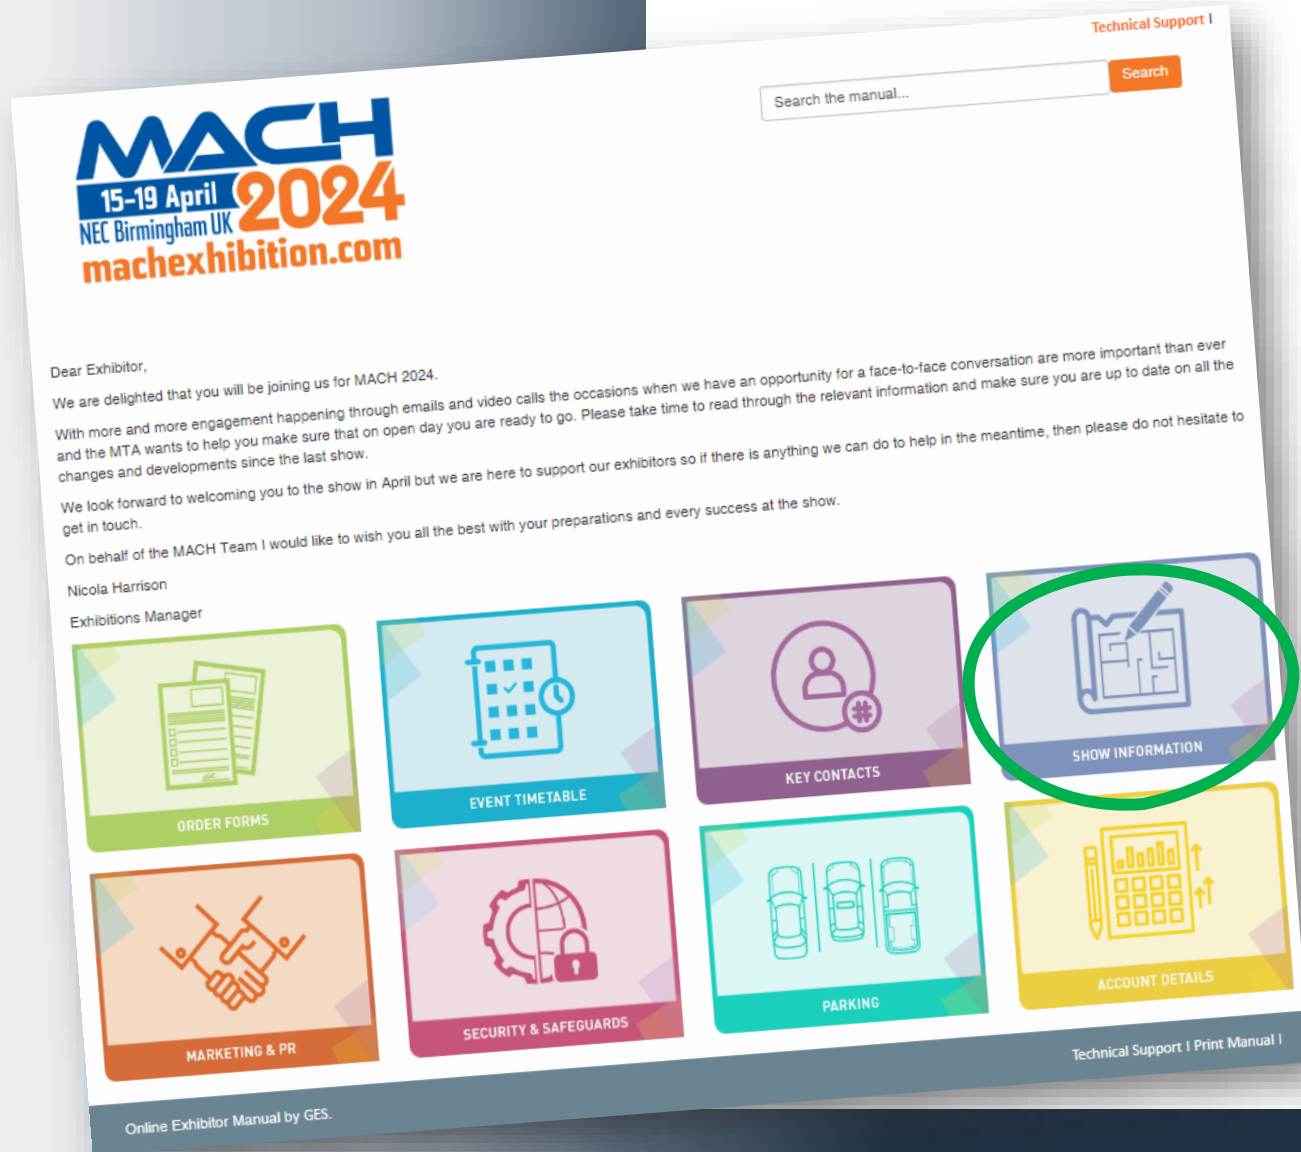 Technical Support I
Search the manual...
Search
MACH
15-19 April
2024
NEC Birmingham UK
machexhibition.com
Dear Exhibitor,
We are delighted that you will be joining us for MACH 2024.
With more and more engagement happening through emails and video calls the occasions when we have an opportunity for a face-to-face conversation are more important than ever
and the MTA wants to help you make sure that on open day you are ready to go. Please take time to read through the relevant information and make sure you are up to date on all the
changes and developments since the last show.
We look forward to welcoming you to the show in April but we are here to support our exhibitors so if there is anything we can do to help in the meantime, then please do not hesitate to
get in touch.
On behalf of the MACH Team I would like to wish you all the best with your preparations and every success at the show.
Nicola Harrison
Exhibitions Manager
ORDER FORMS
EVENT TIMETABLE
#
KEY CONTACTS
SHOW INFORMATION
MARKETING & PR
SECURITY & SAFEGUARDS
PARKING
ACCOUNT DETAILS
Online Exhibitor Manual by GES.
Technical Support I Print Manual I